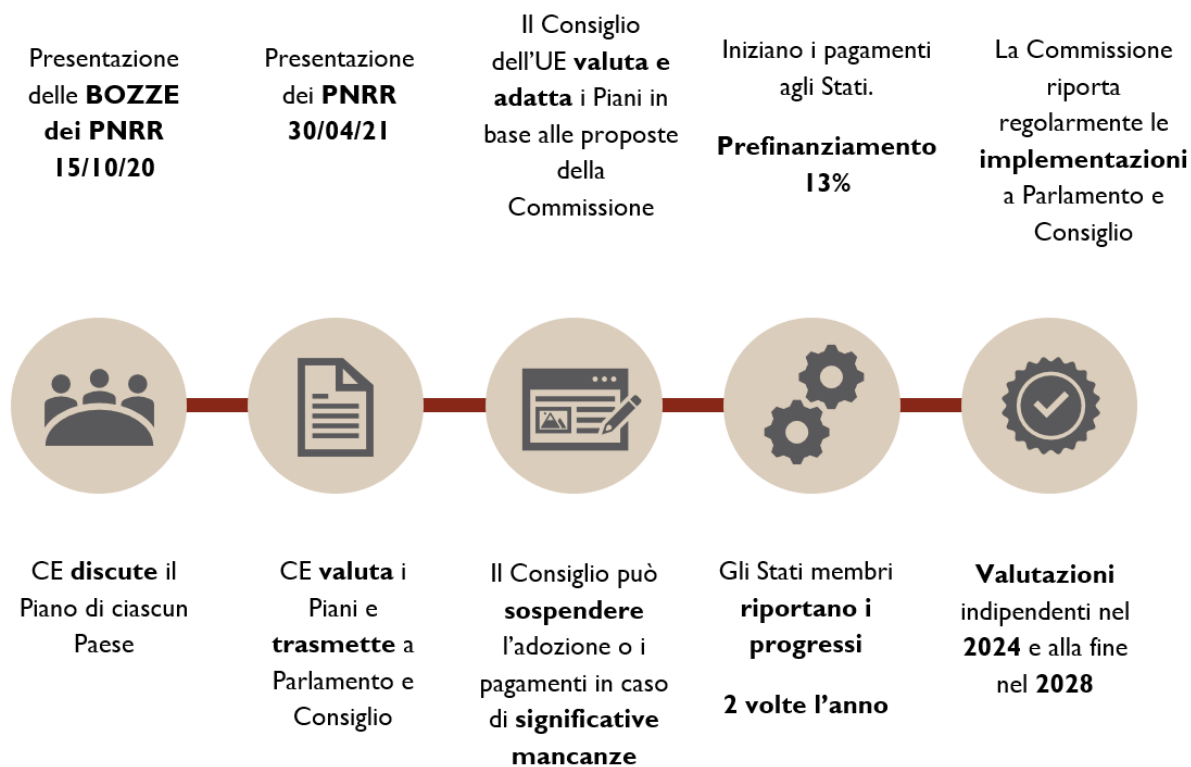 Presentazione
delle BOZZE
dei PNRR
15/10/20
Presentazione
dei PNRR
30/04/21
Il Consiglio
dell'UE valuta e
adatta i Piani in
base alle proposte
della
Commissione
Iniziano i pagamenti
agli Stati.
Prefinanziamento
13%
La Commissione
riporta
regolarmente le
implementazioni
a Parlamento e
Consiglio
CE discute il
Piano di ciascun
Paese
CE valuta i
Piani e
trasmette a
Parlamento e
Consiglio
Il Consiglio può
sospendere
l'adozione o i
pagamenti in caso
di significative
mancanze
Gli Stati membri
riportano i
progressi
2 volte l'anno
Valutazioni
indipendenti nel
2024 e alla fine
nel 2028